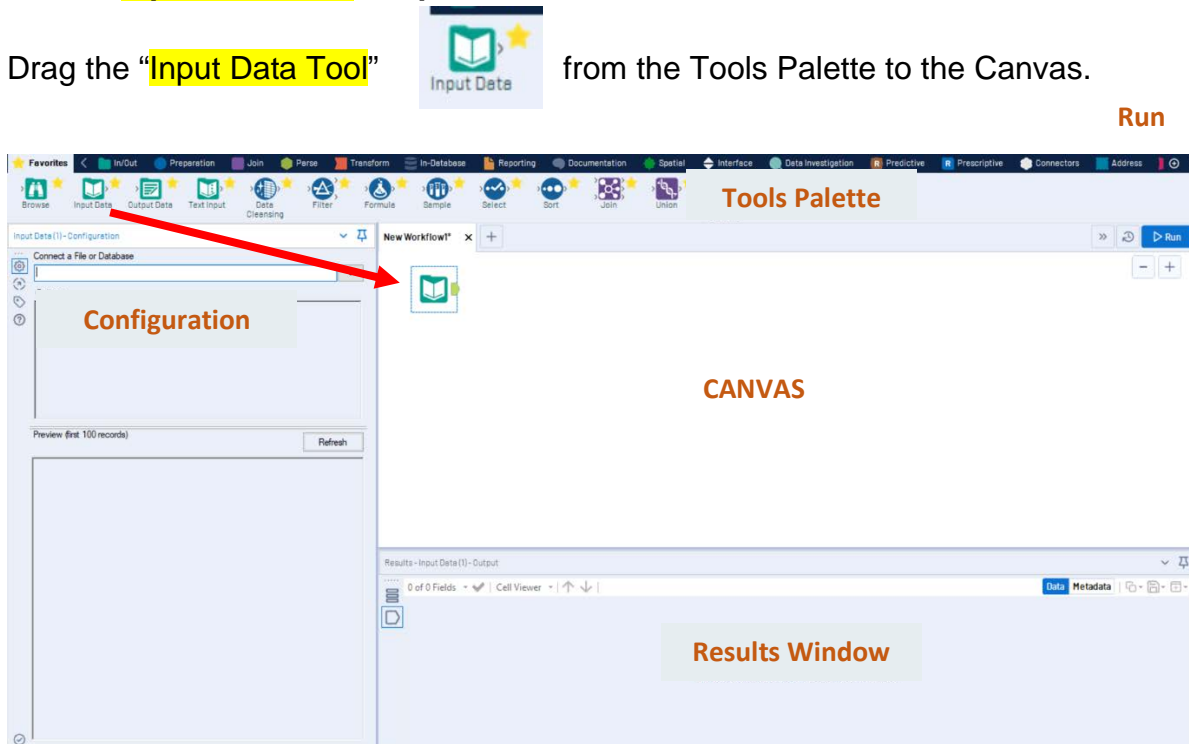 Drag the “Input Data Tool” Input Data from the Tools Palette to the Canvas.
Run
Favorites In/Out Preparation Join Parse Transform In-Database Reporting Documentation Spatial Interface Data Investigation R Predictive R Prescriptive Connectors Address
Browse Input Data Output Data Text Input Data Cleansing Filter Formula Sample Select Sort Join Union
Tools Palette
Input Data (1) - Configuration
New Workflow1* x +
Run
Connect a File or Database
Configuration
CANVAS
Preview (first 100 records)
Refresh
Results - Input Data (1) - Output
0 of 0 Fields Cell Viewer Data Metadata
Results Window